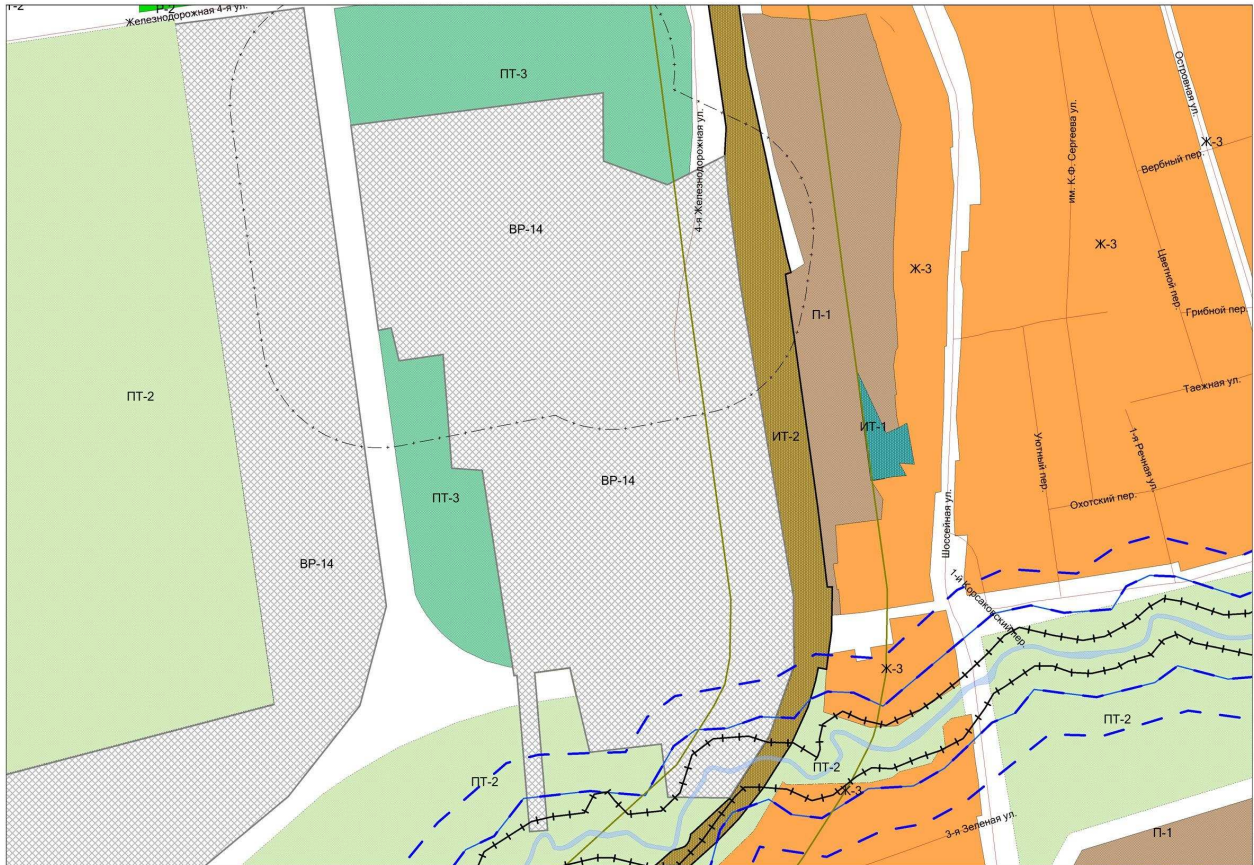 Т-2
Р-2
Железнодорожная 4-я ул.
ПТ-3
4-я Железнодорожная ул.
им. К.Ф. Сергеева ул.
Островная ул.
Ж-3
Вербный пер.
ВР-14
Ж-3
Ж-3
Цветной пер.
П-1
Грибной пер.
ПТ-2
Таежная ул.
ИТ-1
ИТ-2
Уютный пер.
1-я Речная ул.
ВР-14
ПТ-3
Охотский пер.
Шоссейная ул.
ВР-14
1-й Корсаковский пер.
Ж-3
ПТ-2
ПТ-2
ПТ-2
Ж-3
3-я Зеленая ул.
П-1